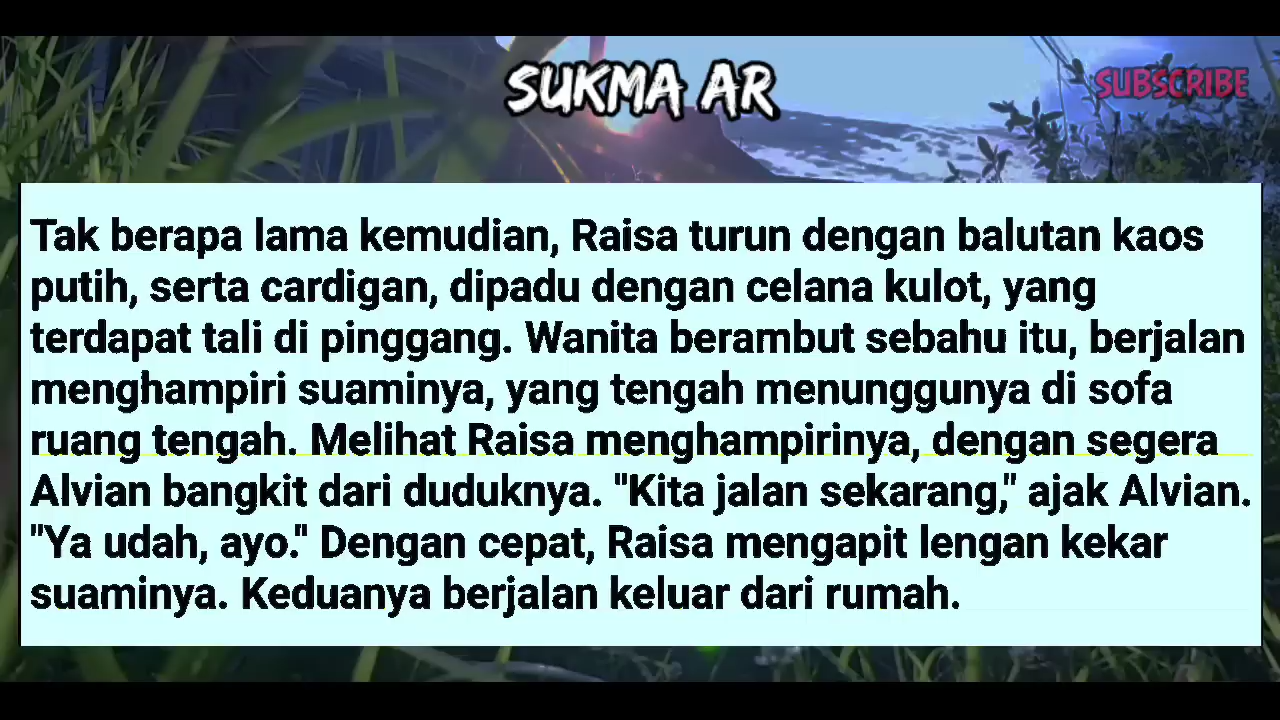 SUKMA AR
SUBSCRIBE
Tak berapa lama kemudian, Raisa turun dengan balutan kaos
putih, serta cardigan, dipadu dengan celana kulot, yang
terdapat tali di pinggang. Wanita berambut sebahu itu, berjalan
menghampiri suaminya, yang tengah menunggunya di sofa
ruang tengah. Melihat Raisa menghampirinya, dengan segera
Alvian bangkit dari duduknya. "Kita jalan sekarang," ajak Alvian.
"Ya udah, ayo." Dengan cepat, Raisa mengapit lengan kekar
suaminya. Keduanya berjalan keluar dari rumah.